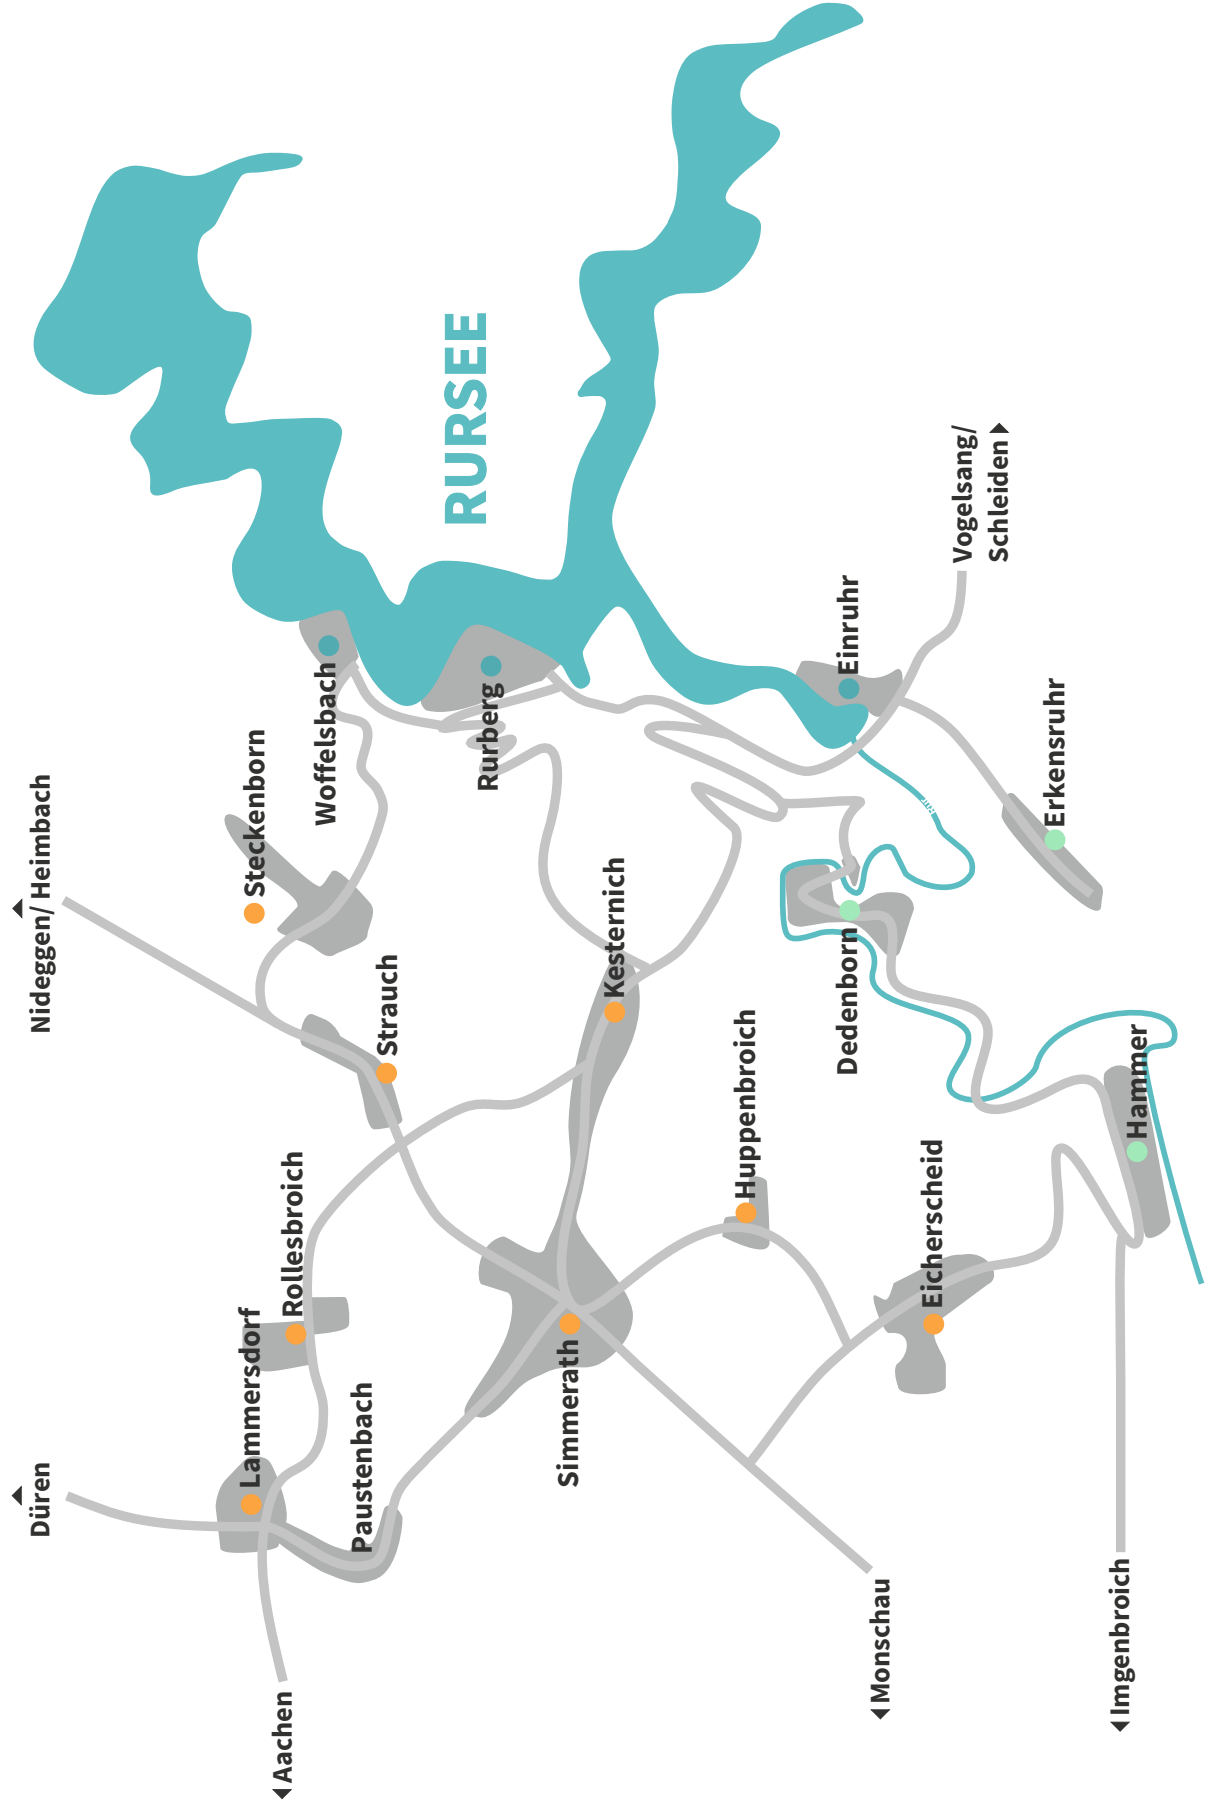 Düren
Nideggen/ Heimbach
Lammersdorf
Steckenborn
Aachen
Rollesbroich
Woffelsbach
Paustenbach
Strauch
RURSEE
Rurberg
Simmerath
Kesternich
Huppenbroich
Dedenborn
Einruhr
Monschau
Rur
Eicherscheid
Vogelsang/
Schleiden
Erkensruhr
Imgenbroich
Hammer